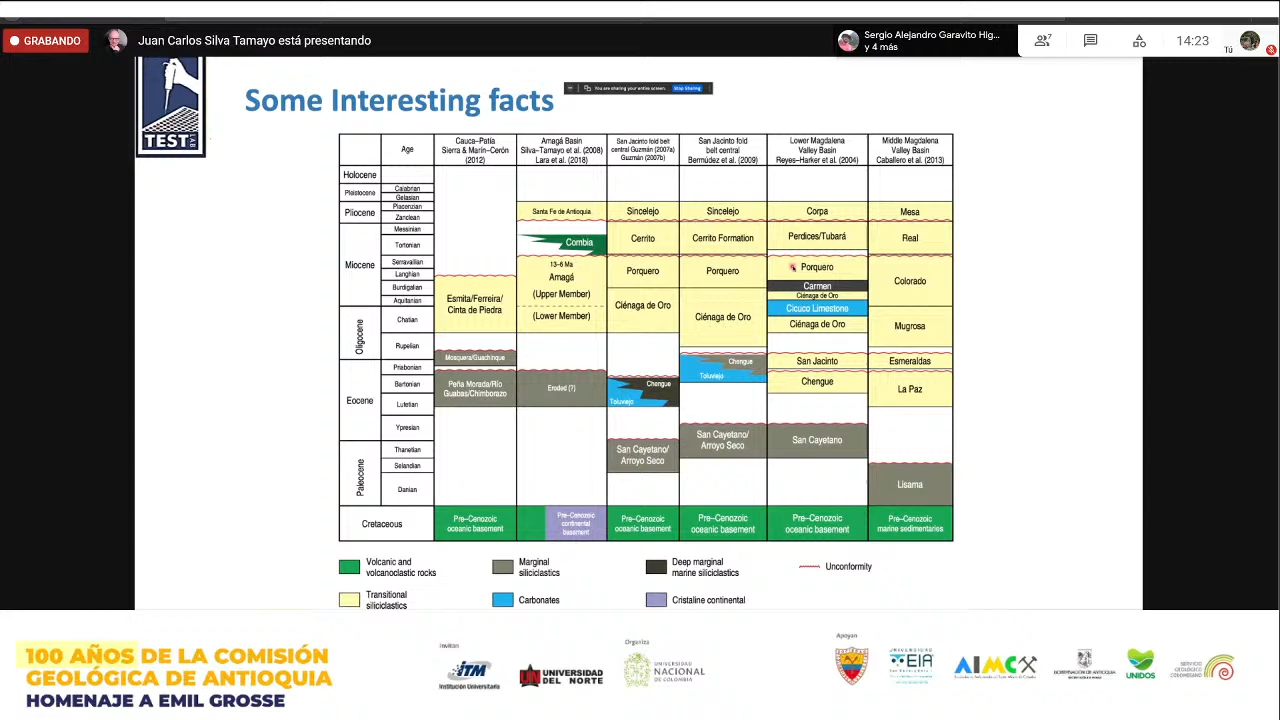 GRABANDO
Juan Carlos Silva Tamayo está presentando
Sergio Alejandro Garavito Hig...
y 4 más
7
14:23
Tú
TEST
LAB
Some Interesting facts
You are sharing your entire screen.
Stop Sharing
Age
Cauca–Patía
Sierra & Marín–Cerón
(2012)
Amagá Basin
Silva–Tamayo et al. (2008)
Lara et al. (2018)
San Jacinto fold belt
central Guzmán (2007a)
Guzmán (2007b)
San Jacinto fold
belt central
Bermúdez et al. (2009)
Lower Magdalena
Valley Basin
Reyes–Harker et al. (2004)
Middle Magdalena
Valley Basin
Caballero et al. (2013)
Holocene
Pleistocene
Calabrian
Gelasian
Pliocene
Piacenzian
Zanclean
Santa Fe de Antioquia
Sincelejo
Sincelejo
Corpa
Mesa
Miocene
Messinian
Tortonian
Serravallian
Langhian
Burdigalian
Aquitanian
Combia
Cerrito
Cerrito Formation
Perdices/Tubará
Real
13–6 Ma
Amagá
(Upper Member)
(Lower Member)
Porquero
Porquero
Porquero
Colorado
Carmen
Ciénaga de Oro
Cicuco Limestone
Ciénaga de Oro
Esmita/Ferreira/
Cinta de Piedra
Ciénaga de Oro
Ciénaga de Oro
Mugrosa
Oligocene
Chatian
Rupelian
Mosquera/Guachinque
Chengue
Toluviejo
San Jacinto
Esmeraldas
Eocene
Priabonian
Bartonian
Lutetian
Ypresian
Peña Morada/Río
Guabas/Chimborazo
Eroded (?)
Chengue
Toluviejo
Chengue
La Paz
Paleocene
Thanetian
Selandian
Danian
San Cayetano/
Arroyo Seco
San Cayetano/
Arroyo Seco
San Cayetano
Lisama
Cretaceous
Pre–Cenozoic
oceanic basement
Pre–Cenozoic
continental
basement
Pre–Cenozoic
oceanic basement
Pre–Cenozoic
oceanic basement
Pre–Cenozoic
oceanic basement
Pre–Cenozoic
marine sedimentaries
Volcanic and
volcanoclastic rocks
Marginal
siliciclastics
Deep marginal
marine siliciclastics
Unconformity
Transitional
siliciclastics
Carbonates
Cristaline continental
100 AÑOS DE LA COMISIÓN
GEOLÓGICA DE ANTIOQUIA
HOMENAJE A EMIL GROSSE
Invitan
iTM
Institución Universitaria
UNIVERSIDAD
DEL NORTE
Organiza
UNIVERSIDAD
NACIONAL
DE COLOMBIA
Apoyan
UNIVERSIDAD
EIA
AIMC
GOBERNACIÓN DE ANTIOQUIA
UNIDOS
SERVICIO
GEOLÓGICO
COLOMBIANO